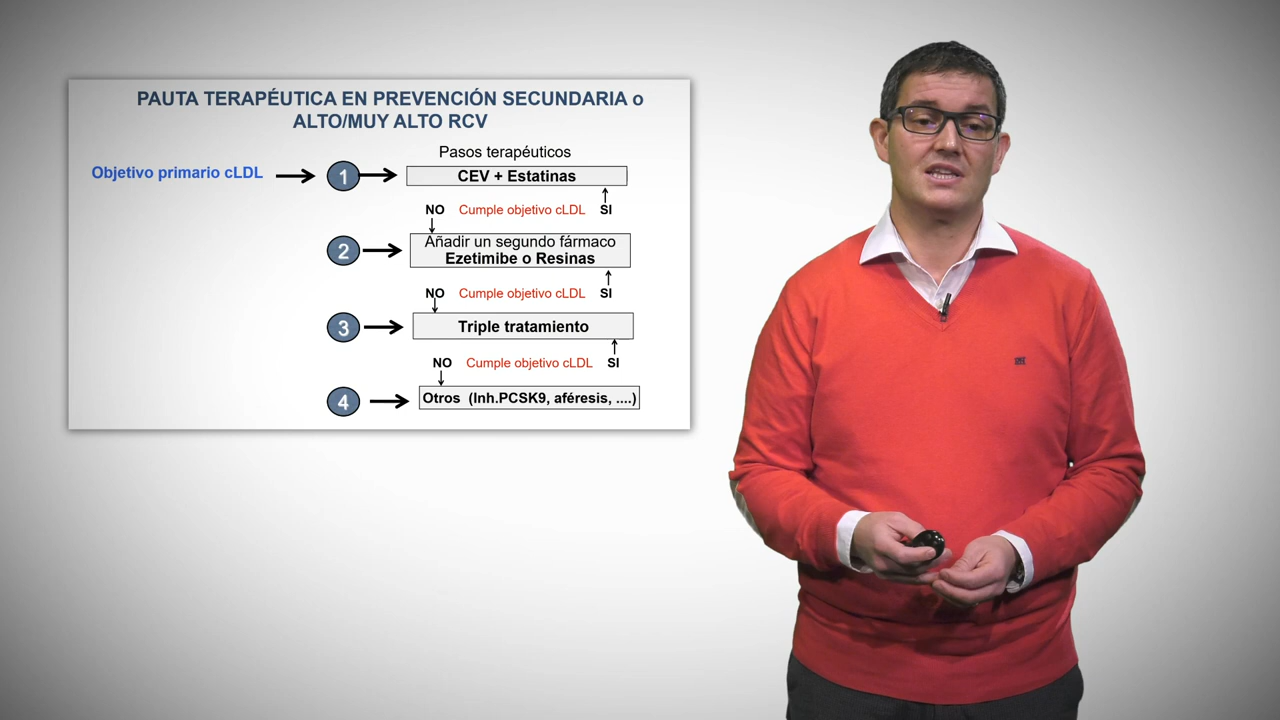 PAUTA TERAPÉUTICA EN PREVENCIÓN SECUNDARIA o
ALTO/MUY ALTO RCV
Pasos terapéuticos
Objetivo primario cLDL
1
CEV + Estatinas
NO Cumple objetivo cLDL SI
2
Añadir un segundo fármaco
Ezetimibe o Resinas
NO Cumple objetivo cLDL SI
3
Triple tratamiento
NO Cumple objetivo cLDL SI
4
Otros (Inh.PCSK9, aféresis, ....)